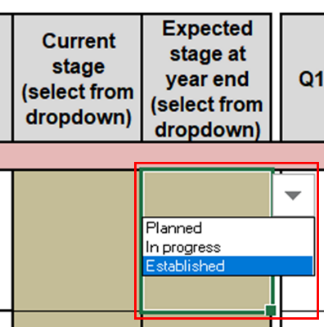 Current
stage
(select from
dropdown)
Expected
stage at
year end
(select from
dropdown)
Q1
Planned
In progress
Established